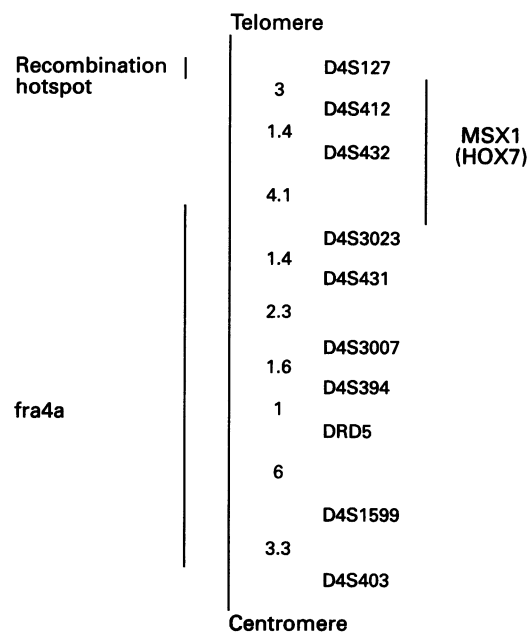 Telomere
Recombination
hotspot
D4S127
3
D4S412
1.4
MSX1
(HOX7)
D4S432
4.1
D4S3023
1.4
D4S431
2.3
D4S3007
1.6
D4S394
fra4a
1
DRD5
6
D4S1599
3.3
D4S403
Centromere